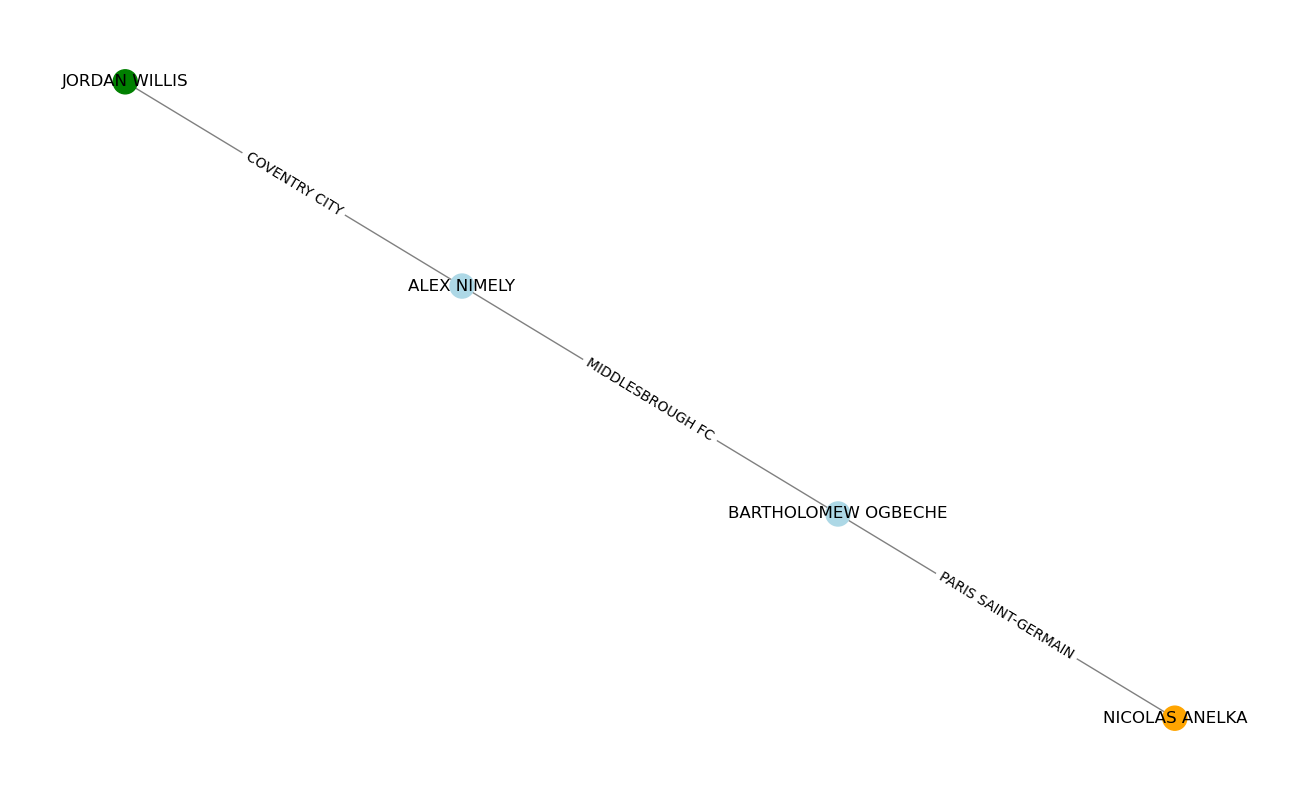 JORDAN WILLIS
COVENTRY CITY
ALEX NIMELY
MIDDLESBROUGH FC
BARTHOLOMEW OGBECHE
PARIS SAINT-GERMAIN
NICOLAS ANELKA